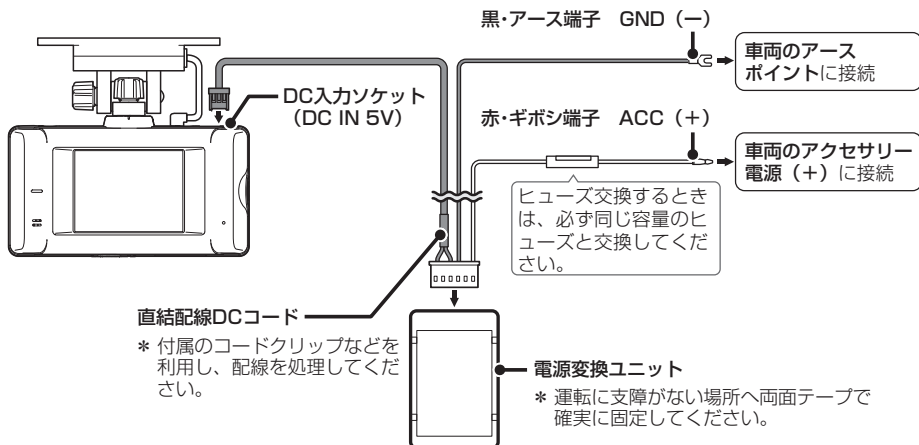 黒･アース端子　GND（ー）
車両のアース
ポイントに接続
DC入力ソケット
（DC IN 5V）
赤･ギボシ端子　ACC（＋）
車両のアクセサリー
電源（＋）に接続
ヒューズ交換するとき
は、必ず同じ容量のヒ
ューズと交換してくだ
さい。
直結配線DCコード
＊ 付属のコードクリップなどを
利用し、配線を処理してくだ
さい。
電源変換ユニット
＊ 運転に支障がない場所へ両面テープで
確実に固定してください。